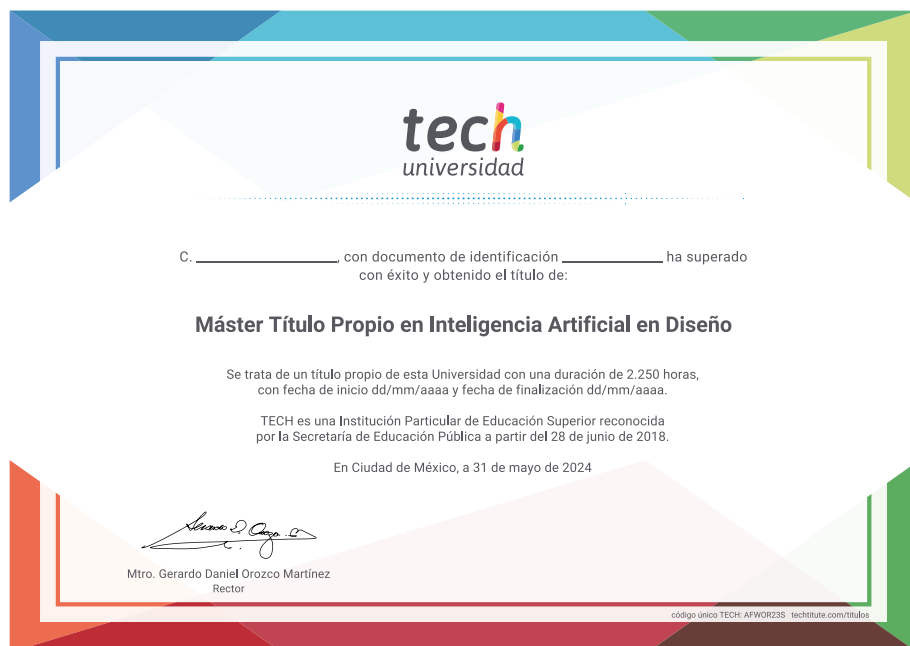 tech
universidad
C. ____________, con documento de identificación ____________ ha superado
con éxito y obtenido el título de:
Máster Título Propio en Inteligencia Artificial en Diseño
Se trata de un título propio de esta Universidad con una duración de 2.250 horas,
con fecha de inicio dd/mm/aaaa y fecha de finalización dd/mm/aaaa.
TECH es una Institución Particular de Educación Superior reconocida
por la Secretaría de Educación Pública a partir del 28 de junio de 2018.
En Ciudad de México, a 31 de mayo de 2024
Mtro. Gerardo Daniel Orozco Martínez
Rector
código único TECH: AFWOR23S techtitute.com/titulos